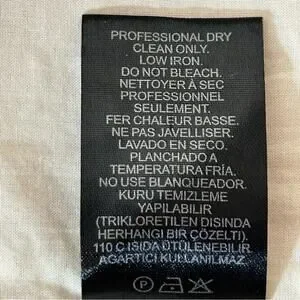 PROFESSIONAL DRY
CLEAN ONLY.
LOW IRON.
DO NOT BLEACH.
NETTOYER À SEC
PROFESSIONNEL
SEULEMENT.
FER CHALEUR BASSE.
NE PAS JAVELLISER.
LAVADO EN SECO.
PLANCHADO A
TEMPERATURA FRÍA.
NO USE BLANQUEADOR.
KURU TEMIZLEME
YAPILABILIR
(TRIKLORETILEN DISINDA
HERHANGI BIR ÇÖZELTI).
110 C ISIDA ÜTÜLENEBILIR
AGARTICI KULLANILMAZ
P